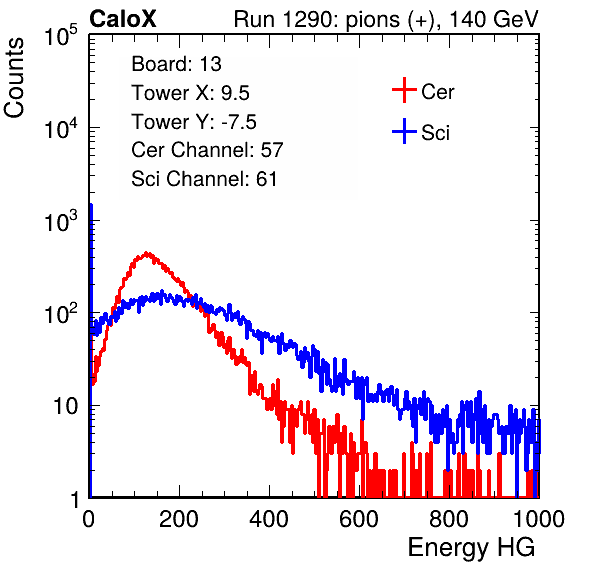 CaloX Run 1290: pions (+), 140 GeV
Counts
Board: 13
Tower X: 9.5
Tower Y: -7.5
Cer Channel: 57
Sci Channel: 61
Cer
Sci
10^5
10^4
10^3
10^2
10
1
0 200 400 600 800 1000
Energy HG